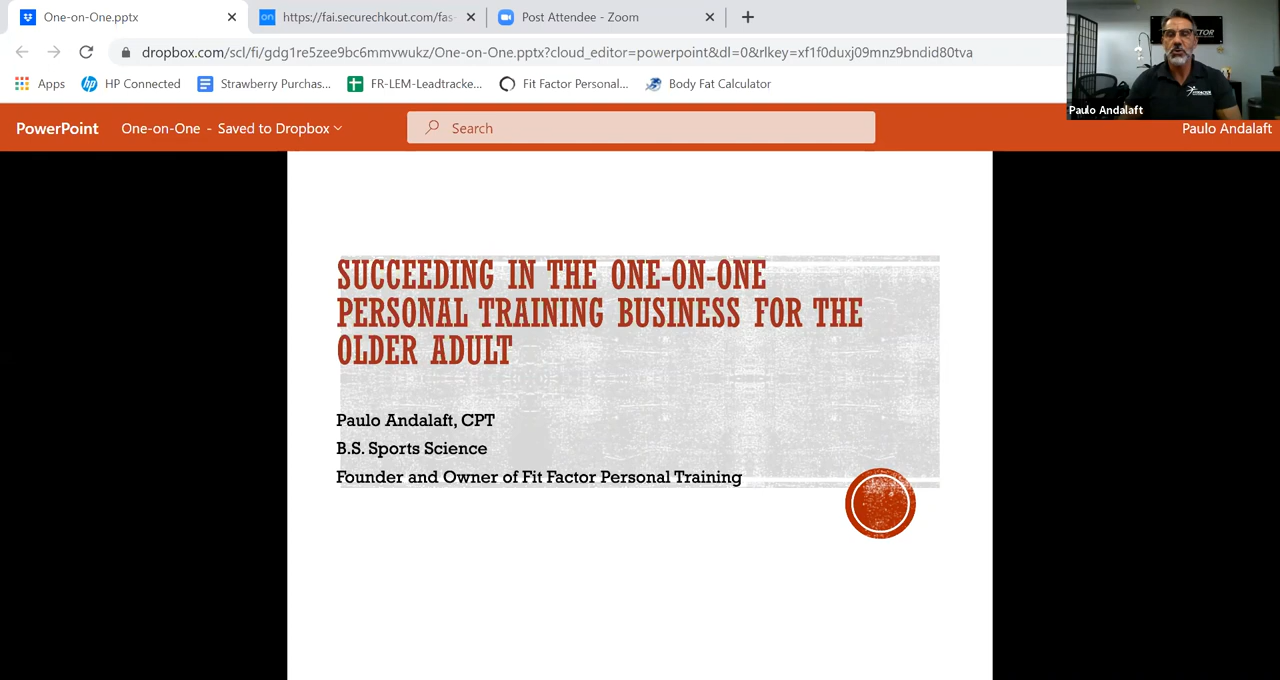 One-on-One.pptx
https://fai.securechkout.com/fas
Post Attendee - Zoom
dropbox.com/scl/fi/gdg1re5zee9bc6mmvwukz/One-on-One.pptx?cloud_editor=powerpoint&dl=0&rlkey=xf1f0duxj09mnz9bndid80tva
Apps
HP Connected
Strawberry Purchas...
FR-LEM-Leadtracke...
Fit Factor Personal...
Body Fat Calculator
Paulo Andalaft
PowerPoint
One-on-One - Saved to Dropbox
Search
Paulo Andalaft
SUCCEEDING IN THE ONE-ON-ONE
PERSONAL TRAINING BUSINESS FOR THE
OLDER ADULT
Paulo Andalaft, CPT
B.S. Sports Science
Founder and Owner of Fit Factor Personal Training